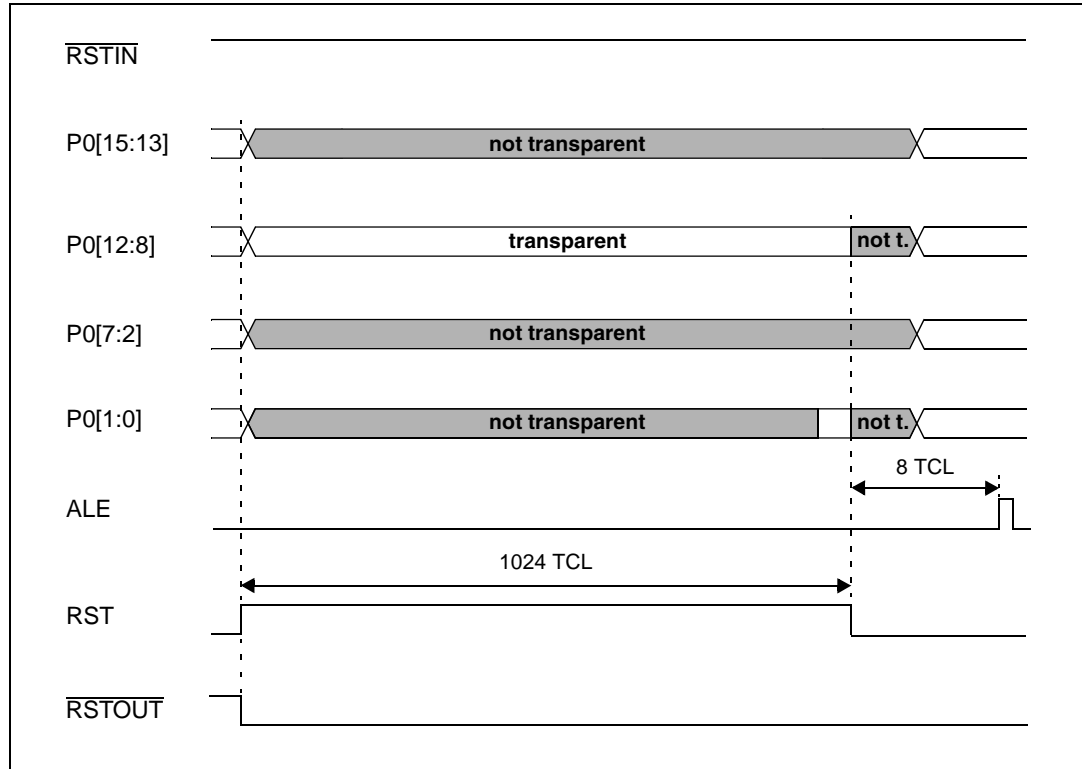 RSTIN
P0[15:13] not transparent
P0[12:8] transparent not t.
P0[7:2] not transparent
P0[1:0] not transparent not t.
8 TCL
ALE
1024 TCL
RST
RSTOUT